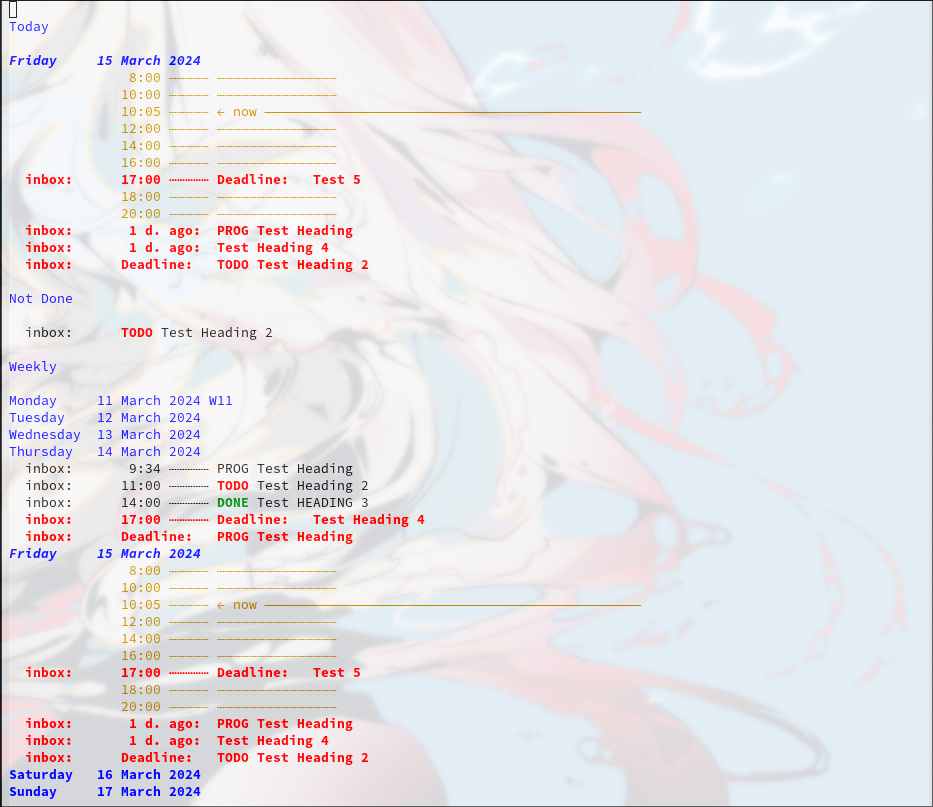 Today
Friday     15 March 2024
8:00 ┄┄┄┄┄ ┄┄┄┄┄┄┄┄┄┄┄┄┄┄┄
10:00 ┄┄┄┄┄ ┄┄┄┄┄┄┄┄┄┄┄┄┄┄┄
10:05 ┄┄┄┄┄ ← now ───────────────────────────────────────────────
12:00 ┄┄┄┄┄ ┄┄┄┄┄┄┄┄┄┄┄┄┄┄┄
14:00 ┄┄┄┄┄ ┄┄┄┄┄┄┄┄┄┄┄┄┄┄┄
16:00 ┄┄┄┄┄ ┄┄┄┄┄┄┄┄┄┄┄┄┄┄┄
inbox:      17:00 ┄┄┄┄┄ Deadline:   Test 5
18:00 ┄┄┄┄┄ ┄┄┄┄┄┄┄┄┄┄┄┄┄┄┄
20:00 ┄┄┄┄┄ ┄┄┄┄┄┄┄┄┄┄┄┄┄┄┄
inbox:       1 d. ago:  PROG Test Heading
inbox:       1 d. ago:  Test Heading 4
inbox:      Deadline:   TODO Test Heading 2
Not Done
inbox:      TODO Test Heading 2
Weekly
Monday     11 March 2024 W11
Tuesday    12 March 2024
Wednesday  13 March 2024
Thursday   14 March 2024
inbox:       9:34 ┄┄┄┄┄ PROG Test Heading
inbox:      11:00 ┄┄┄┄┄ TODO Test Heading 2
inbox:      14:00 ┄┄┄┄┄ DONE Test HEADING 3
inbox:      17:00 ┄┄┄┄┄ Deadline:   Test Heading 4
inbox:      Deadline:   PROG Test Heading
Friday     15 March 2024
8:00 ┄┄┄┄┄ ┄┄┄┄┄┄┄┄┄┄┄┄┄┄┄
10:00 ┄┄┄┄┄ ┄┄┄┄┄┄┄┄┄┄┄┄┄┄┄
10:05 ┄┄┄┄┄ ← now ───────────────────────────────────────────────
12:00 ┄┄┄┄┄ ┄┄┄┄┄┄┄┄┄┄┄┄┄┄┄
14:00 ┄┄┄┄┄ ┄┄┄┄┄┄┄┄┄┄┄┄┄┄┄
16:00 ┄┄┄┄┄ ┄┄┄┄┄┄┄┄┄┄┄┄┄┄┄
inbox:      17:00 ┄┄┄┄┄ Deadline:   Test 5
18:00 ┄┄┄┄┄ ┄┄┄┄┄┄┄┄┄┄┄┄┄┄┄
20:00 ┄┄┄┄┄ ┄┄┄┄┄┄┄┄┄┄┄┄┄┄┄
inbox:       1 d. ago:  PROG Test Heading
inbox:       1 d. ago:  Test Heading 4
inbox:      Deadline:   TODO Test Heading 2
Saturday   16 March 2024
Sunday     17 March 2024